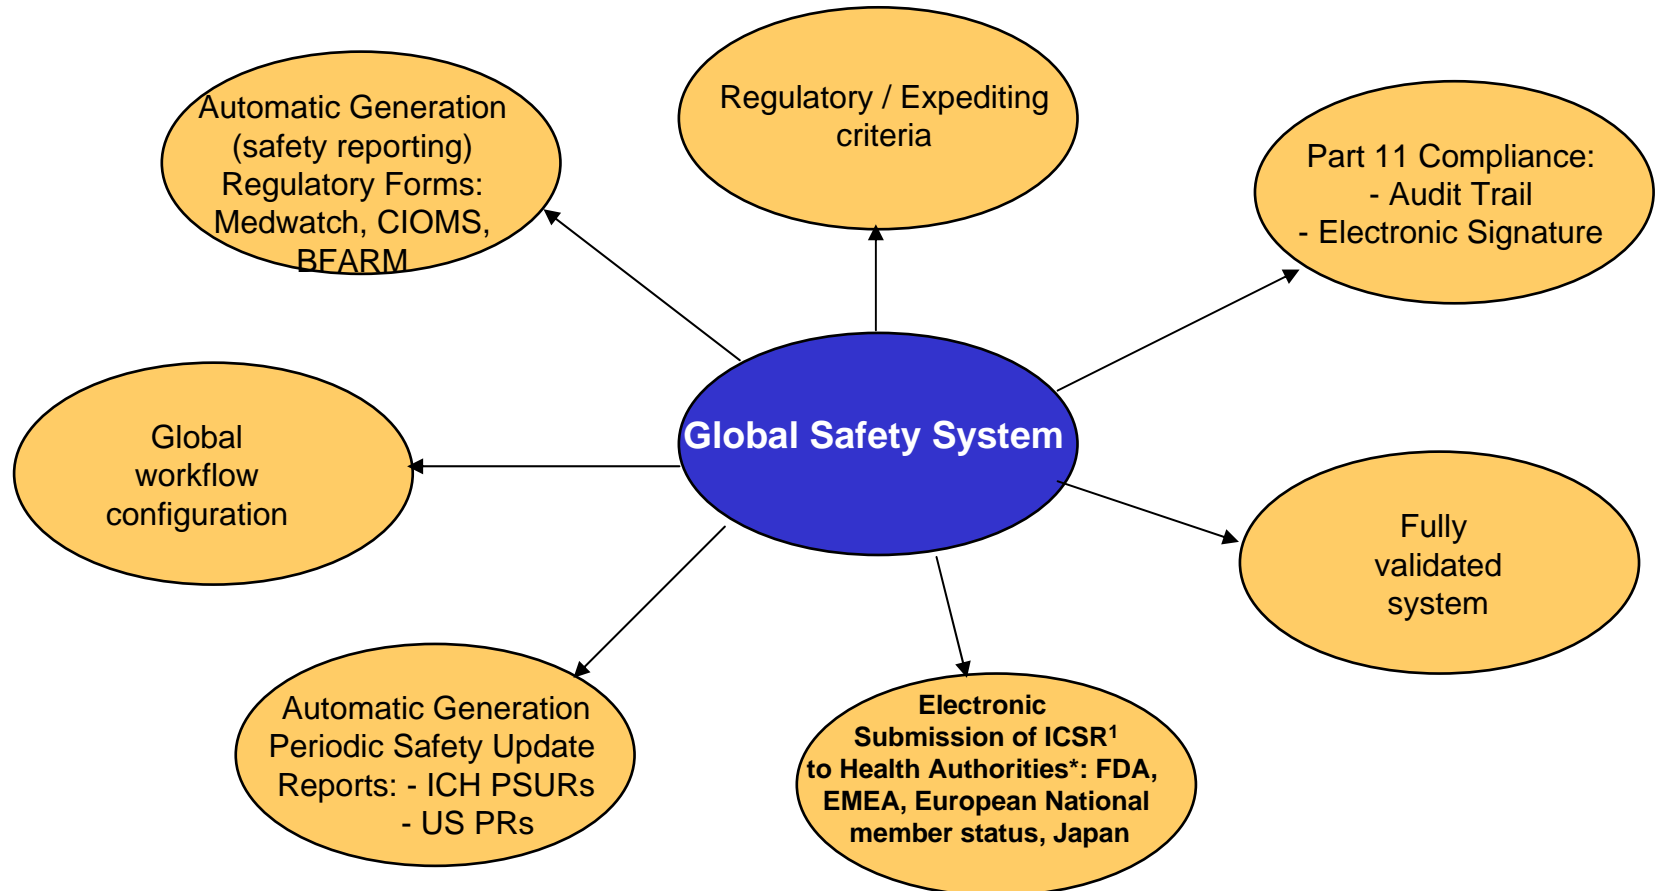 Automatic Generation
(safety reporting)
Regulatory Forms:
Medwatch, CIOMS,
BFARM
Regulatory / Expediting
criteria
Part 11 Compliance:
- Audit Trail
- Electronic Signature
Global
workflow
configuration
Global Safety System
Fully
validated
system
Automatic Generation
Periodic Safety Update
Reports: - ICH PSURs
- US PRs
Electronic
Submission of ICSR¹
to Health Authorities*: FDA,
EMEA, European National
member status, Japan